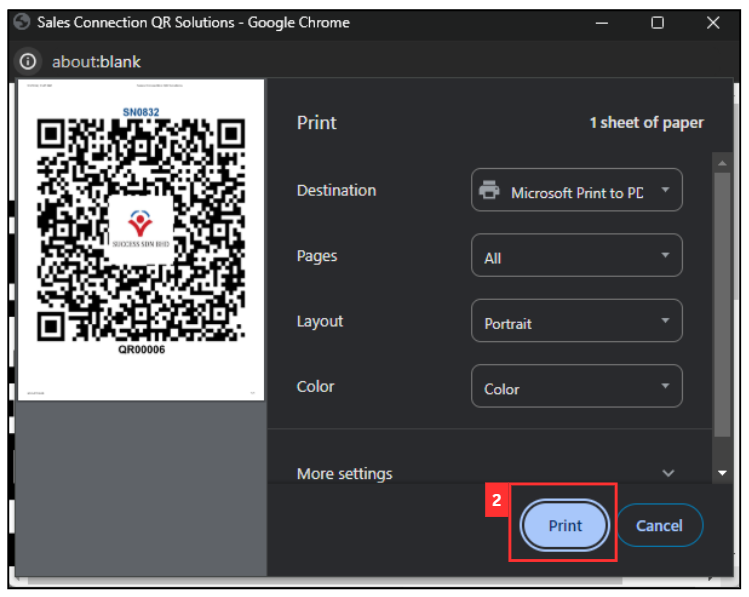 Sales Connection QR Solutions - Google Chrome
about:blank
SN0832
SUCCESS SDN BHD
QR00006
Print
1 sheet of paper
Destination
Microsoft Print to PD
Pages
All
Layout
Portrait
Color
Color
More settings
2
Print
Cancel